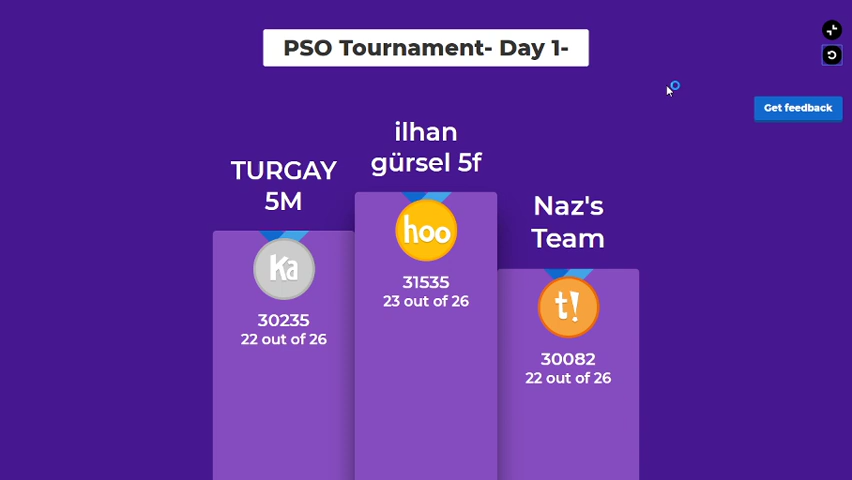 PSO Tournament- Day 1-
Get feedback
ilhan
gürsel 5f
TURGAY
5M
Naz's
Team
hoo
Ka
t!
31535
23 out of 26
30235
22 out of 26
30082
22 out of 26